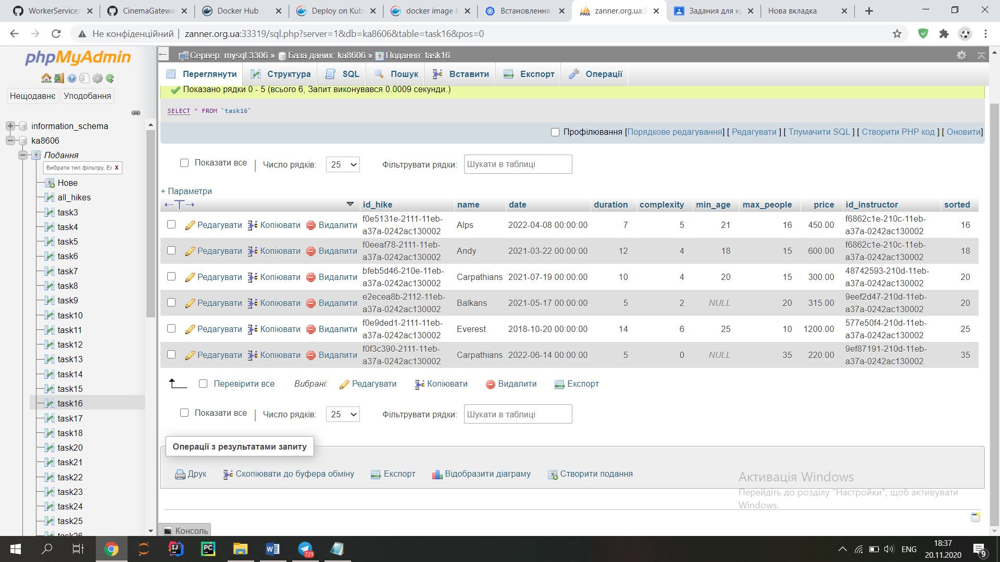 WorkerService/
CinemaGateway
Docker Hub
Deploy on Kub
docker image b
Встановлення
zanner.org.ua:3
Задания для ку
Нова вкладка
Не конфіденційний
zanner.org.ua:33319/sql.php?server=1&db=ka8606&table=task16&pos=0
phpMyAdmin
Нещодавнє
Уподобання
information_schema
ka8606
Подання
Вибрати тип фільтру, Ег X
Нове
all_hikes
task3
task4
task5
task6
task7
task8
task9
task10
task11
task12
task13
task14
task15
task16
task17
task18
task20
task21
task22
task23
task24
task25
task26
Сервер: mysql:3306 » База даних: ka8606 » Подання: task16
Переглянути
Структура
SQL
Пошук
Вставити
Експорт
Операції
Показано рядки 0 - 5 (всього 6, Запит виконувався 0.0009 секунди.)
SELECT * FROM `task16`
Профілювання [Порядкове редагування] [ Редагувати ] [ Тлумачити SQL ] [ Створити PHP код ] [ Оновити]
Показати все | Число рядків: 25 Фільтрувати рядки: Шукати в таблиці
+ Параметри
id_hike name date duration complexity min_age max_people price id_instructor sorted
Редагувати Копіювати Видалити f0e5131e-2111-11eb-a37a-0242ac130002 Alps 2022-04-08 00:00:00 7 5 21 16 450.00 f6862c1e-210c-11eb-a37a-0242ac130002 16
Редагувати Копіювати Видалити f0eeaf78-2111-11eb-a37a-0242ac130002 Andy 2021-03-22 00:00:00 12 4 18 15 600.00 f6862c1e-210c-11eb-a37a-0242ac130002 18
Редагувати Копіювати Видалити bfeb5d46-210e-11eb-a37a-0242ac130002 Carpathians 2021-07-19 00:00:00 10 4 20 15 300.00 48742593-210d-11eb-a37a-0242ac130002 20
Редагувати Копіювати Видалити e2ecea8b-2112-11eb-a37a-0242ac130002 Balkans 2021-05-17 00:00:00 5 2 NULL 20 315.00 9eef2d47-210d-11eb-a37a-0242ac130002 20
Редагувати Копіювати Видалити f0e9ded1-2111-11eb-a37a-0242ac130002 Everest 2018-10-20 00:00:00 14 6 25 10 1200.00 577e50f4-210d-11eb-a37a-0242ac130002 25
Редагувати Копіювати Видалити f0f3c390-2111-11eb-a37a-0242ac130002 Carpathians 2022-06-14 00:00:00 5 0 NULL 35 220.00 9ef87191-210d-11eb-a37a-0242ac130002 35
Перевірити все Вибрані: Редагувати Копіювати Видалити Експорт
Показати все | Число рядків: 25 Фільтрувати рядки: Шукати в таблиці
Операції з результатами запиту
Друк Скопіювати до буфера обміну Експорт Відобразити діаграму Створити подання
Активація Windows
Перейдіть до розділу "Настройки", щоб активувати
Windows.
Консоль
729
ENG
18:37
20.11.2020
9